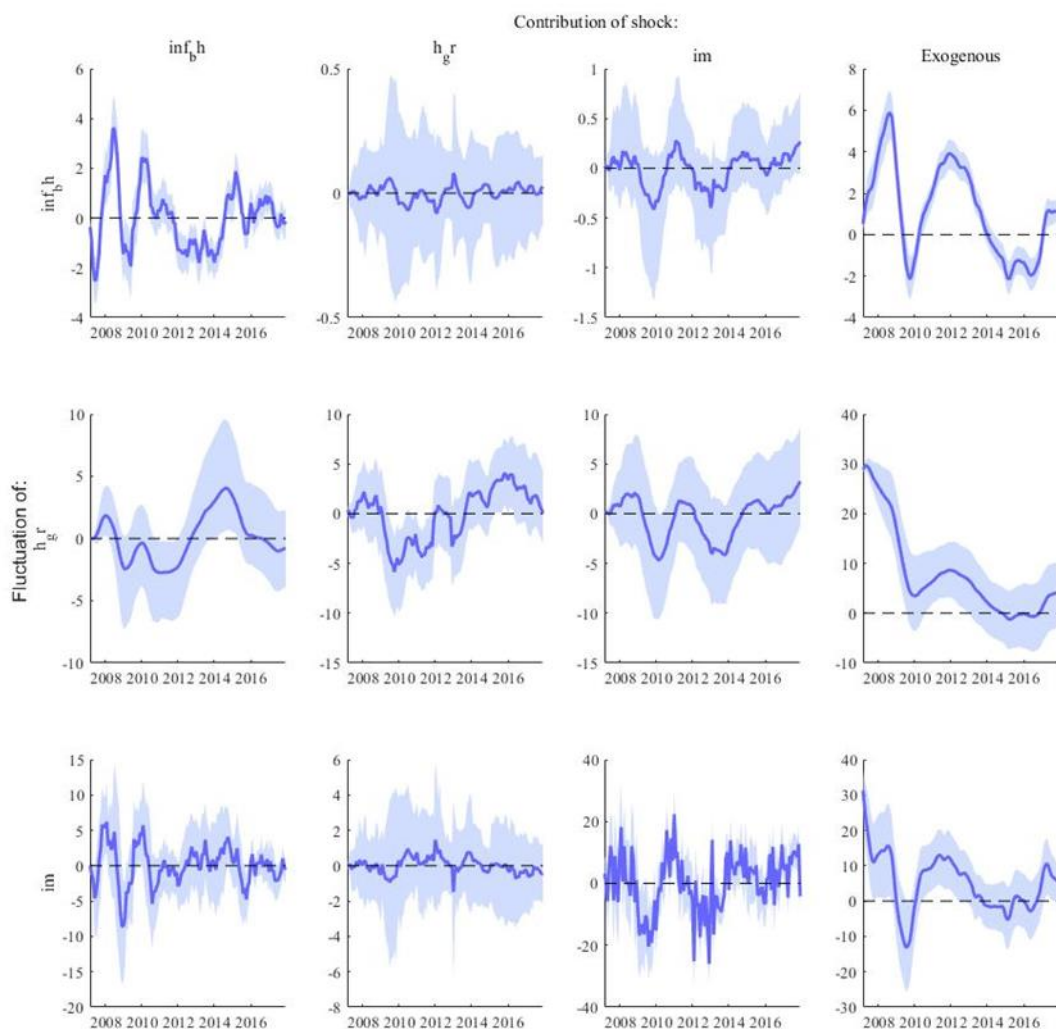 Contribution of shock:
inf_b h h_g r im Exogenous
6 0.5 1 8
4 0.5 6
2 0 4
0 0 -0.5 2
-2 -1 0
-2
-4 -0.5 -1.5 -4
2008 2010 2012 2014 2016 2008 2010 2012 2014 2016 2008 2010 2012 2014 2016 2008 2010 2012 2014 2016
inf_b h
10 10 10 40
5 5 5 30
0 0 0 20
-5 -5 10
-5 -10 -10 0
-10 -15 -15 -10
2008 2010 2012 2014 2016 2008 2010 2012 2014 2016 2008 2010 2012 2014 2016 2008 2010 2012 2014 2016
Fluctuation of:
h_g r
15 6 40 40
10 4 30
5 2 20 20
0 0 10
-5 -2 0 0
-10 -4 -20 -10
-15 -6 -20
-20 -8 -40 -30
2008 2010 2012 2014 2016 2008 2010 2012 2014 2016 2008 2010 2012 2014 2016 2008 2010 2012 2014 2016
im